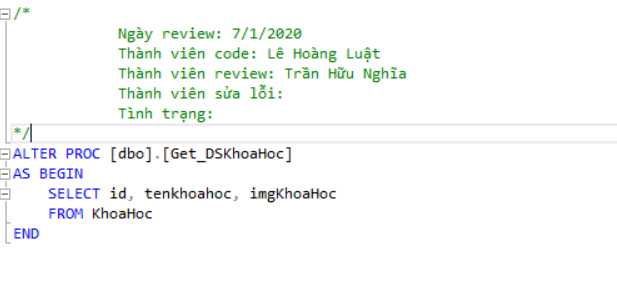 /*
Ngày review: 7/1/2020
Thành viên code: Lê Hoàng Luật
Thành viên review: Trần Hữu Nghĩa
Thành viên sửa lỗi:
Tình trạng:
*/
ALTER PROC [dbo].[Get_DSKhoaHoc]
AS BEGIN
SELECT id, tenkhoahoc, imgKhoaHoc
FROM KhoaHoc
END